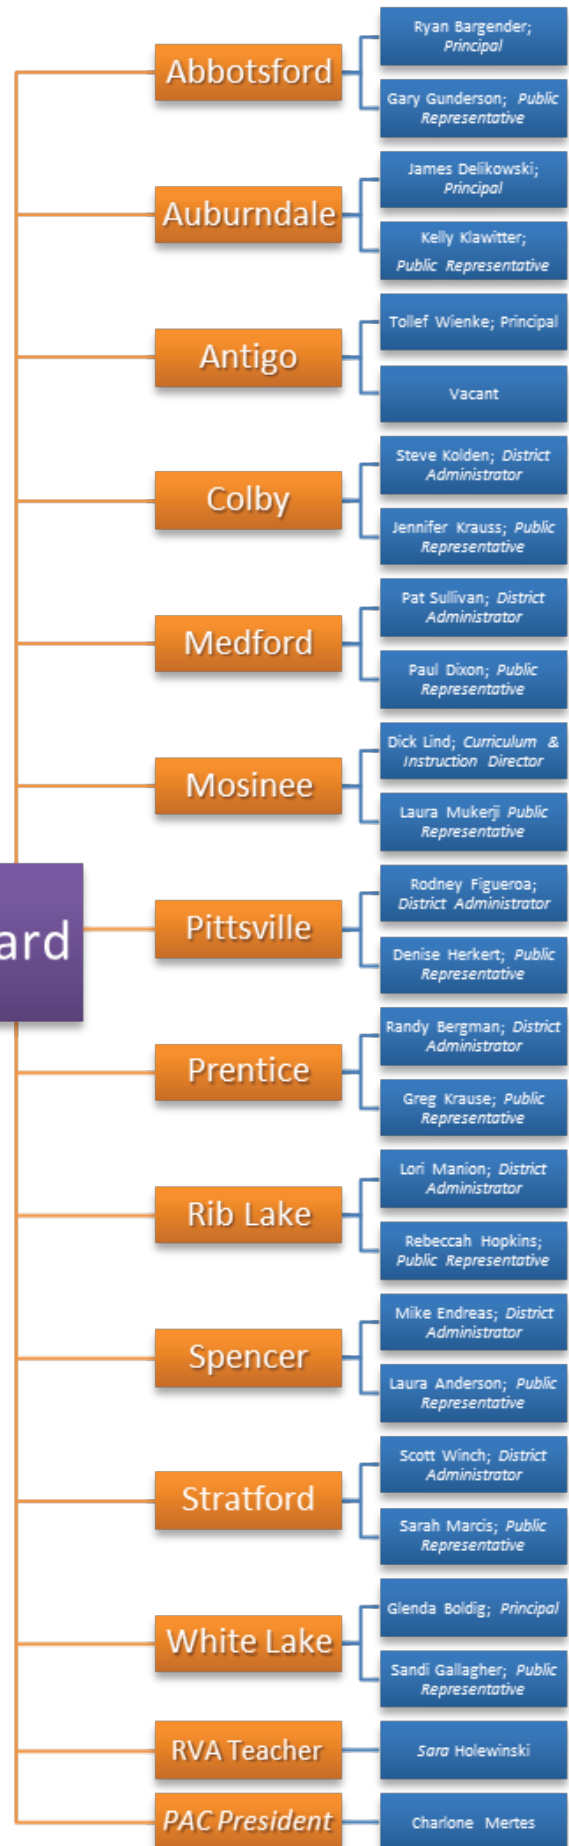 Abbotsford
Ryan Bargender;
Principal
Gary Gunderson; Public
Representative
Auburndale
James Delikowski;
Principal
Kelly Klawitter;
Public Representative
Antigo
Tollef Wienke; Principal
Vacant
Colby
Steve Kolden; District
Administrator
Jennifer Krauss; Public
Representative
Medford
Pat Sullivan; District
Administrator
Paul Dixon; Public
Representative
Mosinee
Dick Lind; Curriculum &
Instruction Director
Laura Mukerji Public
Representative
ard
Pittsville
Rodney Figueroa;
District Administrator
Denise Herkert; Public
Representative
Prentice
Randy Bergman; District
Administrator
Greg Krause; Public
Representative
Rib Lake
Lori Manion; District
Administrator
Rebeccah Hopkins;
Public Representative
Spencer
Mike Endreas; District
Administrator
Laura Anderson; Public
Representative
Stratford
Scott Winch; District
Administrator
Sarah Marcis; Public
Representative
White Lake
Glenda Boldig; Principal
Sandi Gallagher; Public
Representative
RVA Teacher
Sara Holewinski
PAC President
Charlone Mertes